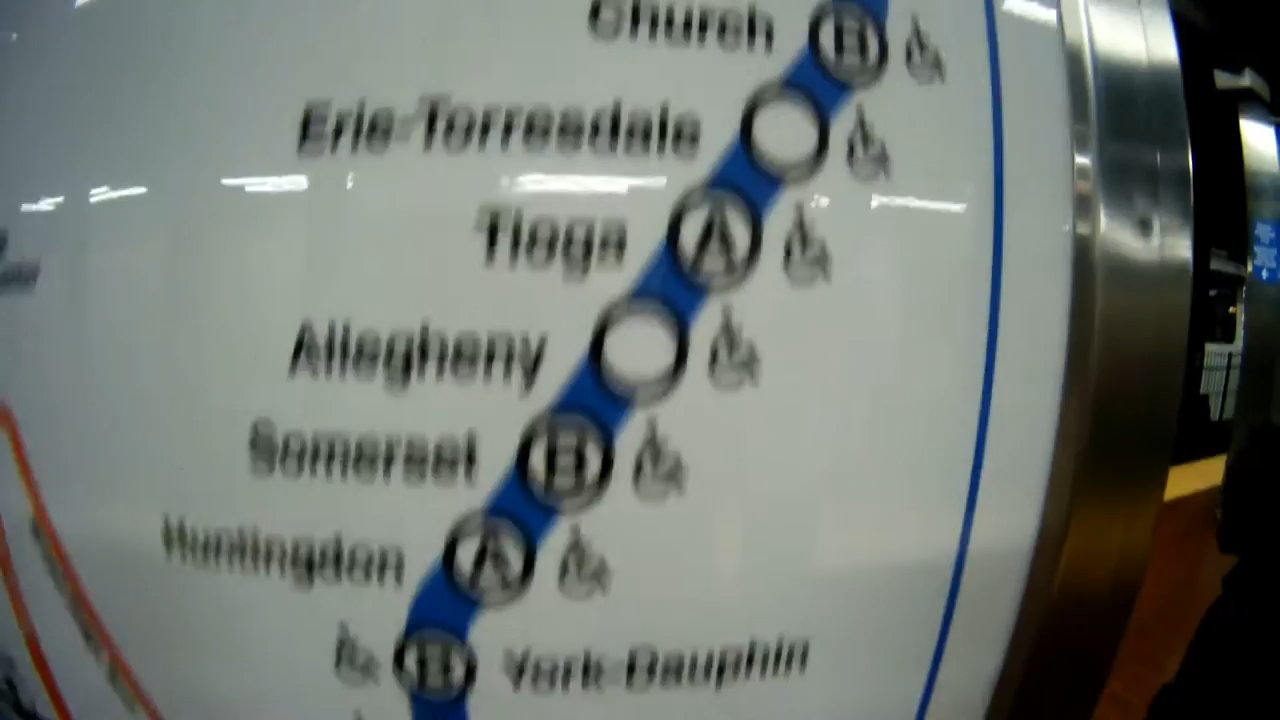 Church B
Erie-Torresdale
Tioga A
Allegheny
Somerset B
Huntingdon A
B York-Dauphin